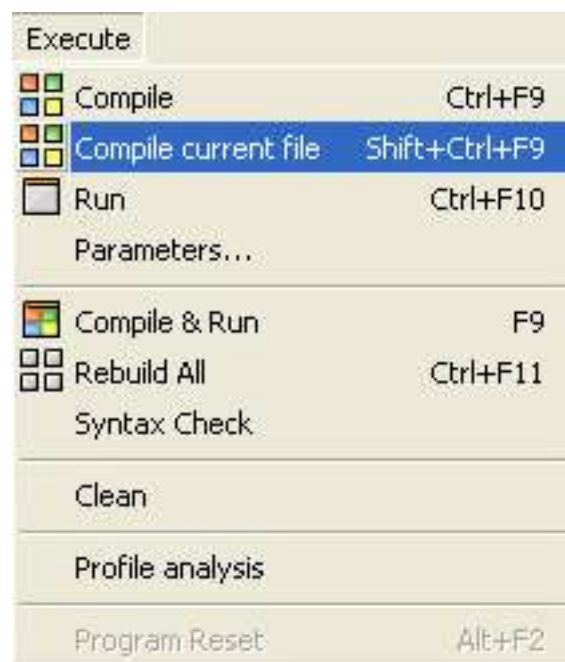 Execute
Compile Ctrl+F9
Compile current file Shift+Ctrl+F9
Run Ctrl+F10
Parameters...
Compile & Run F9
Rebuild All Ctrl+F11
Syntax Check
Clean
Profile analysis
Program Reset Alt+F2